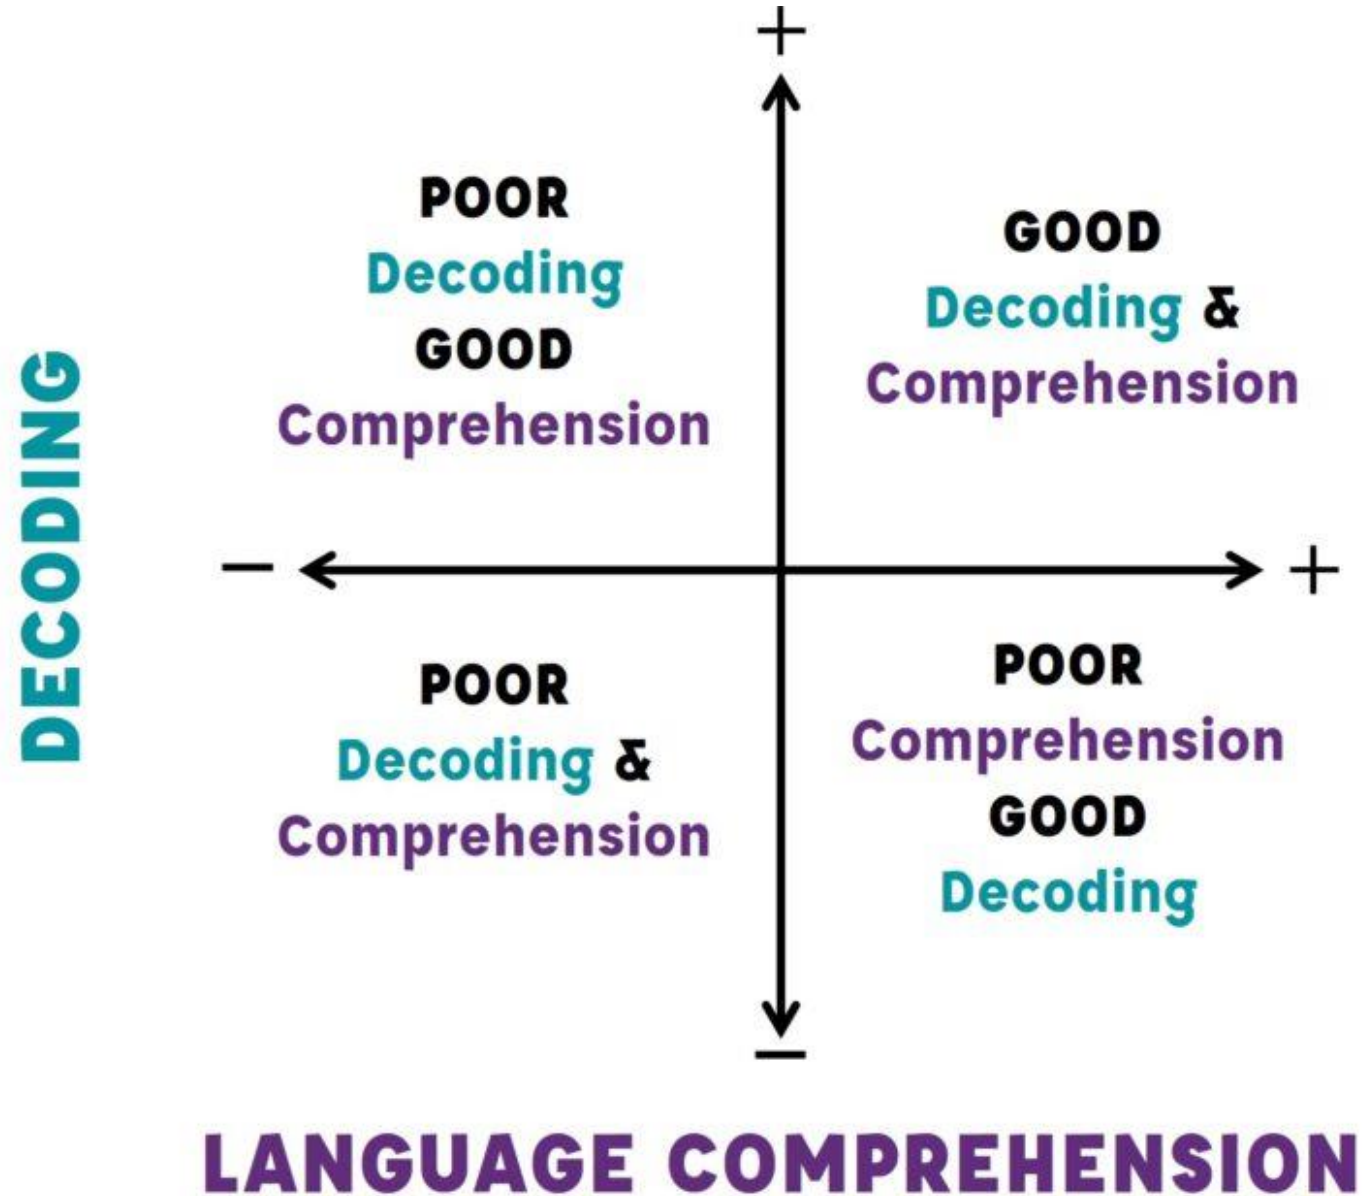 +
POOR
Decoding
GOOD
Comprehension
GOOD
Decoding &
Comprehension
DECODING
−
+
POOR
Decoding &
Comprehension
POOR
Comprehension
GOOD
Decoding
−
LANGUAGE COMPREHENSION